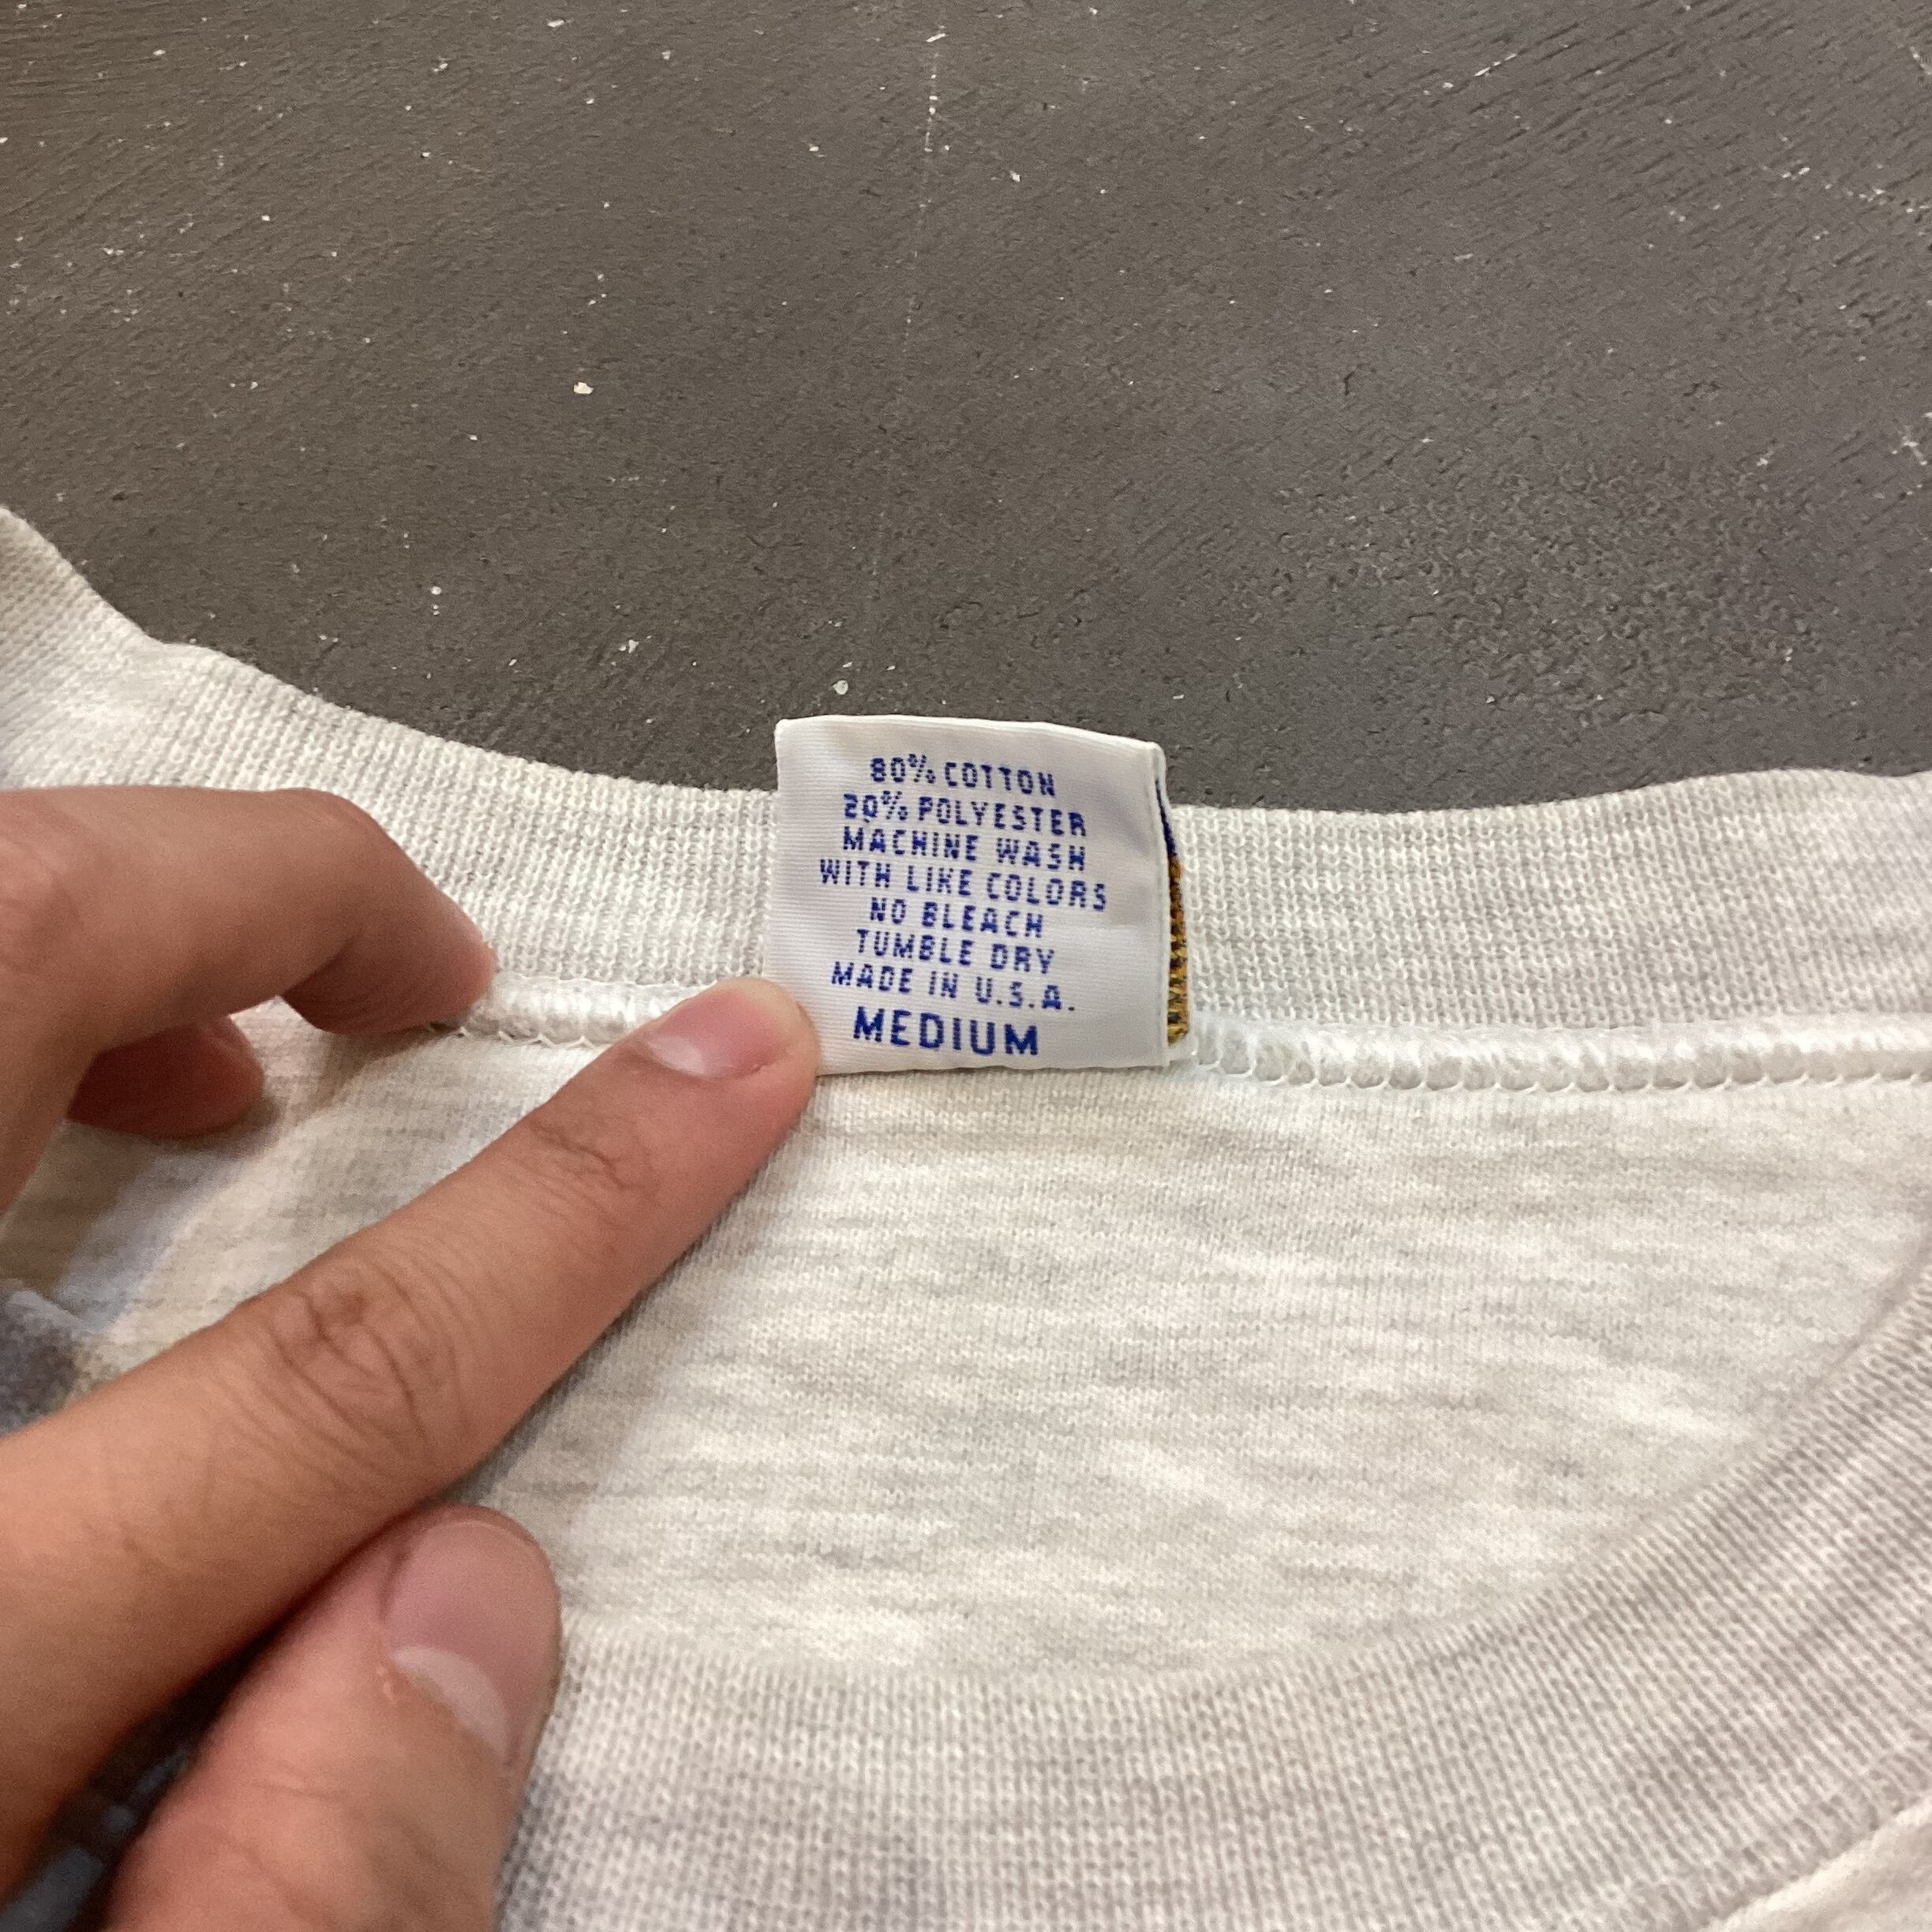 80% COTTON
20% POLYESTER
MACHINE WASH
WITH LIKE COLORS
NO BLEACH
TUMBLE DRY
MADE IN U.S.A.
MEDIUM